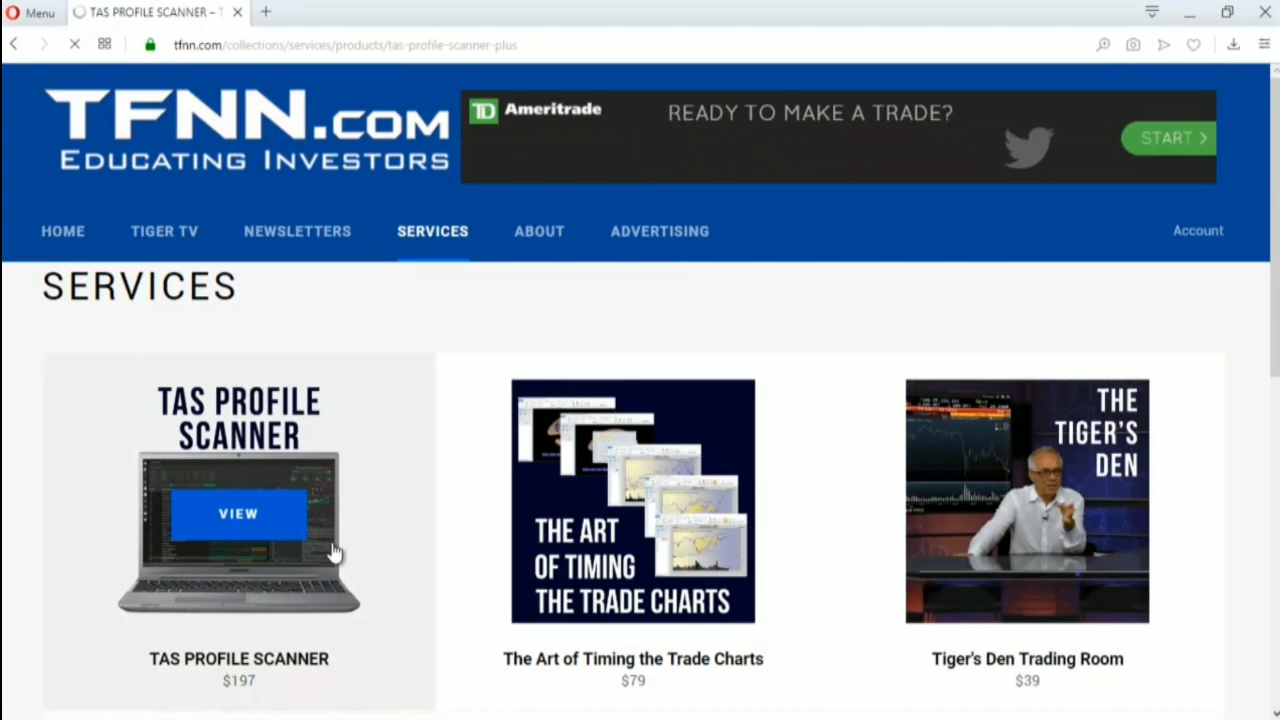 Menu
TAS PROFILE SCANNER –
tfnn.com/collections/services/products/tas-profile-scanner-plus
TFNN.COM
EDUCATING INVESTORS
TD Ameritrade
READY TO MAKE A TRADE?
START >
HOME
TIGER TV
NEWSLETTERS
SERVICES
ABOUT
ADVERTISING
Account
SERVICES
TAS PROFILE
SCANNER
VIEW
TAS PROFILE SCANNER
$197
THE ART
OF TIMING
THE TRADE CHARTS
The Art of Timing the Trade Charts
$79
THE
TIGER'S
DEN
Tiger's Den Trading Room
$39